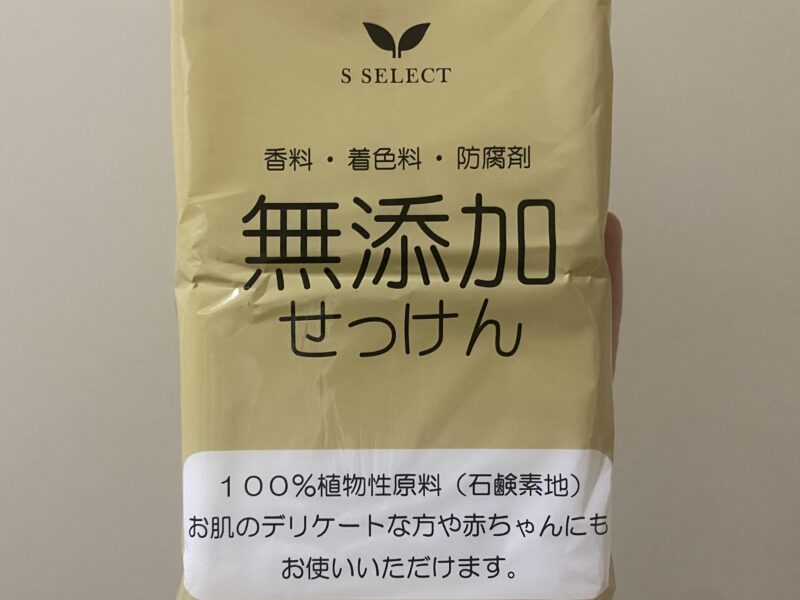 S SELECT
香料・着色料・防腐剤
無添加
せっけん
１００％植物性原料（石鹸素地）
お肌のデリケートな方や赤ちゃんにも
お使いいただけます。